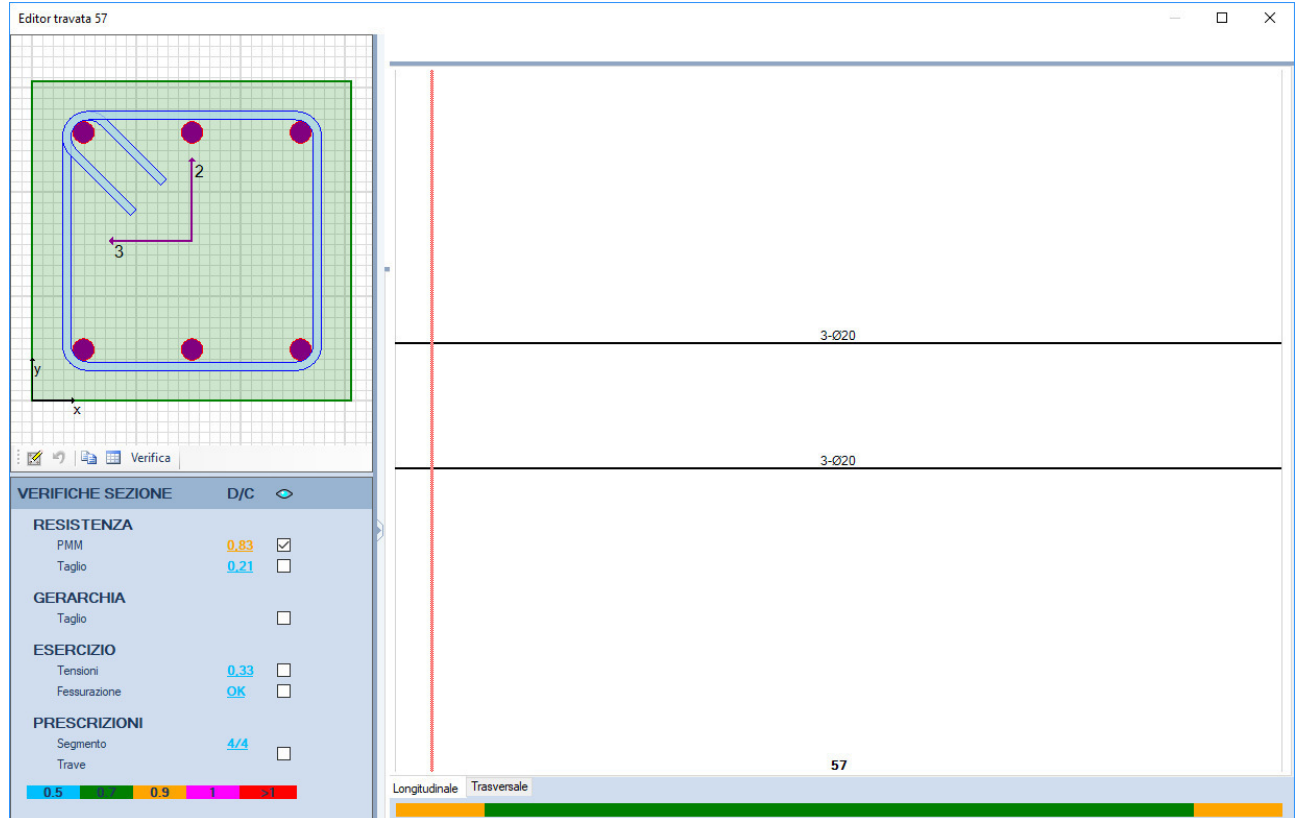 Editor travata 57
2
3
y
x
Verifica
VERIFICHE SEZIONE D/C
RESISTENZA
PMM 0,83
Taglio 0,21
GERARCHIA
Taglio
ESERCIZIO
Tensioni 0,33
Fessurazione OK
PRESCRIZIONI
Segmento 4/4
Trave
0.5 0.7 0.9 1 >1
3-Ø20
3-Ø20
57
Longitudinale Trasversale